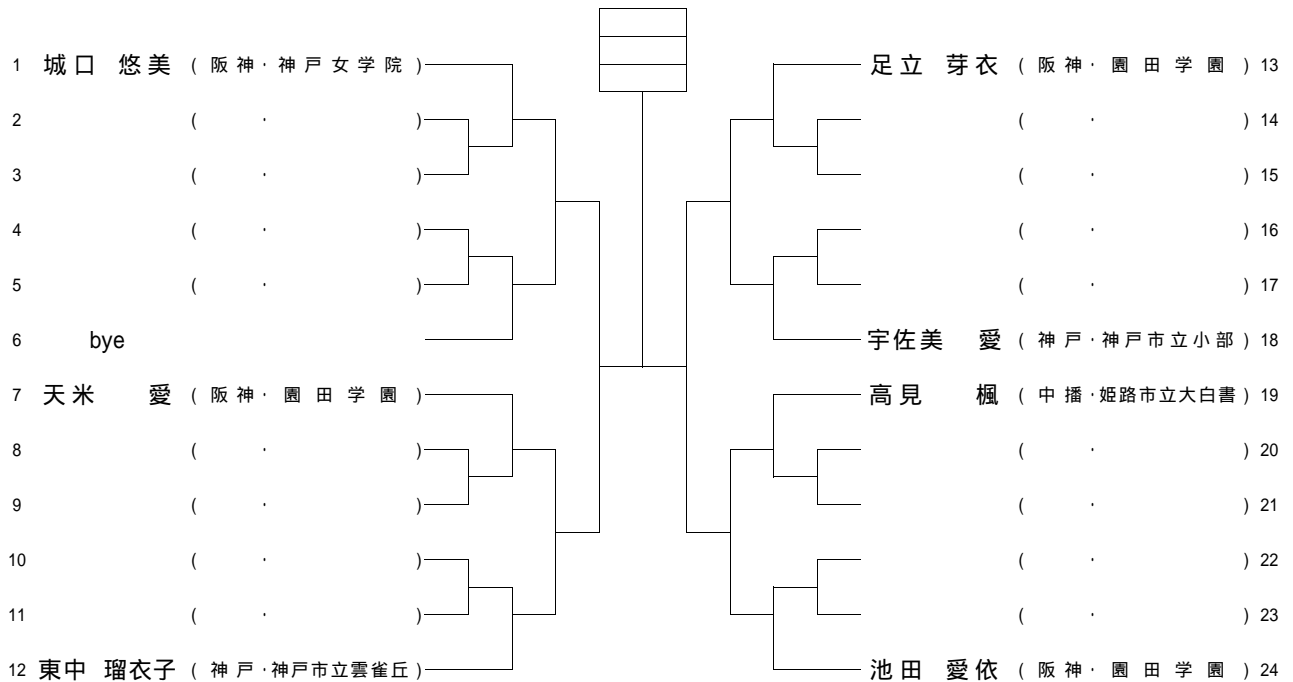 1 城口 悠美 ( 阪神・神戸女学院 )
2 ( ・ )
3 ( ・ )
4 ( ・ )
5 ( ・ )
6 bye
7 天米 愛 ( 阪神・園田学園 )
8 ( ・ )
9 ( ・ )
10 ( ・ )
11 ( ・ )
12 東中 瑠衣子 ( 神戸・神戸市立雲雀丘 )
足立 芽衣 ( 阪神・園田学園 ) 13
( ・ ) 14
( ・ ) 15
( ・ ) 16
( ・ ) 17
宇佐美 愛 ( 神戸・神戸市立小部 ) 18
高見 楓 ( 中播・姫路市立大白書 ) 19
( ・ ) 20
( ・ ) 21
( ・ ) 22
( ・ ) 23
池田 愛依 ( 阪神・園田学園 ) 24